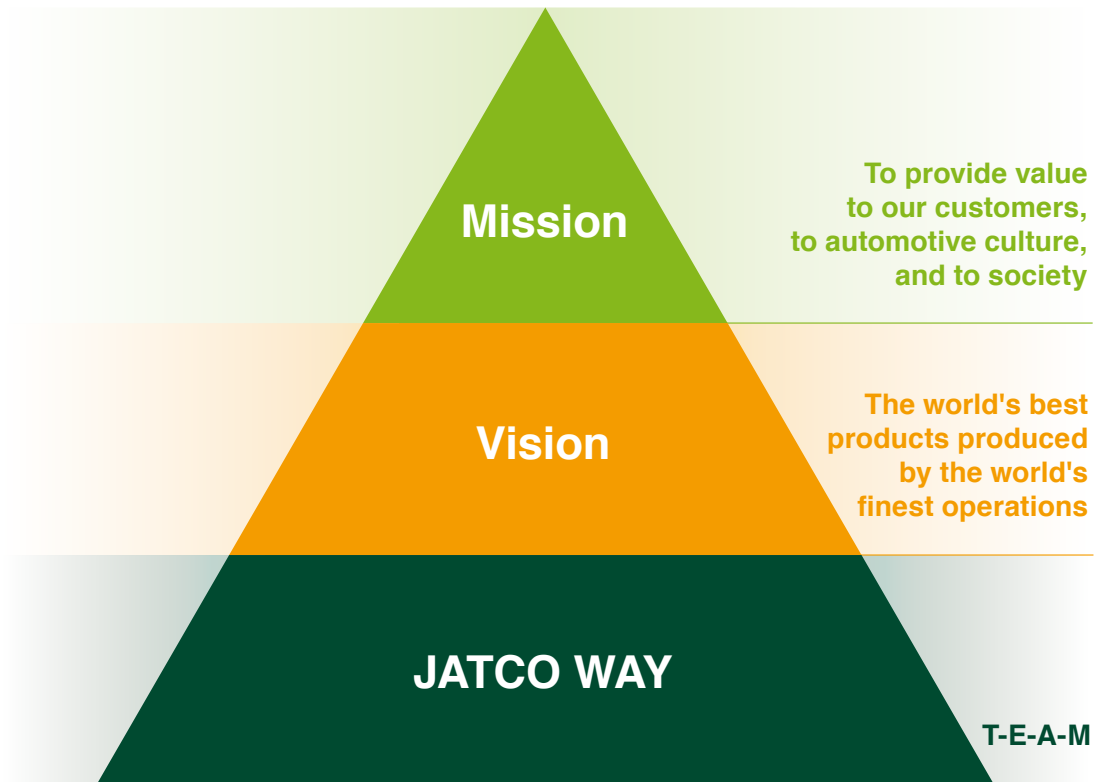 Mission
To provide value
to our customers,
to automotive culture,
and to society
Vision
The world's best
products produced
by the world's
finest operations
JATCO WAY
T-E-A-M